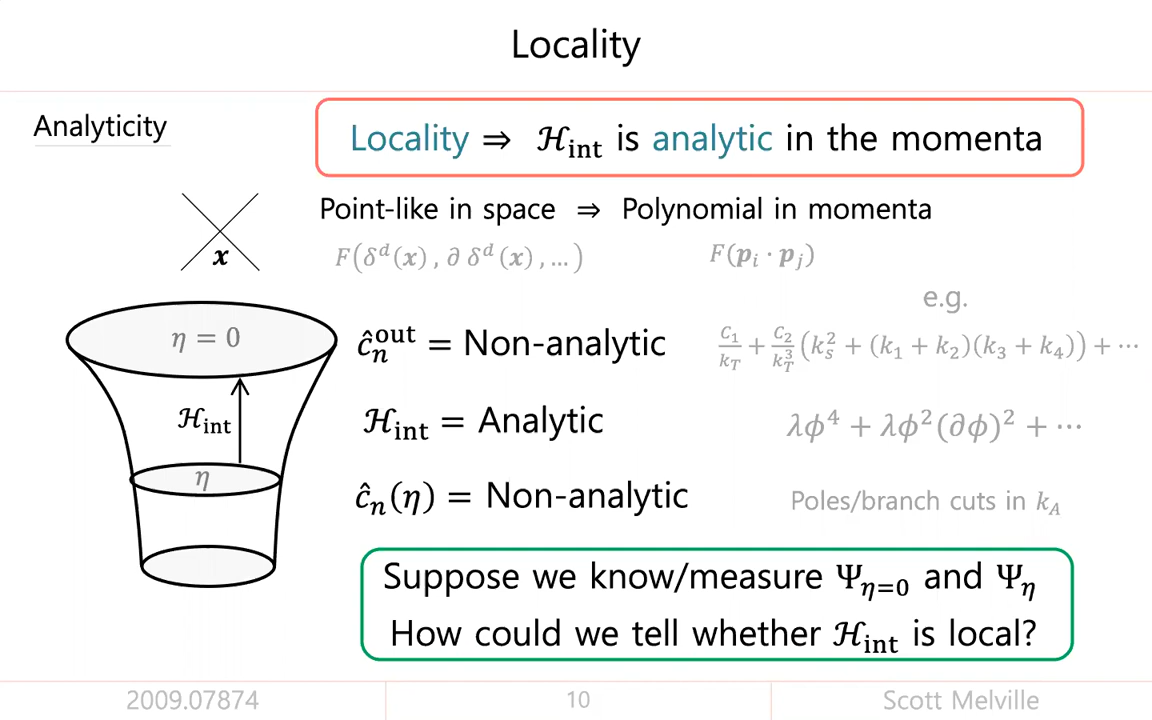 Locality
Analyticity
Locality ⇒ ℋ_int is analytic in the momenta
Point-like in space ⇒ Polynomial in momenta
x
F(δ^d(x), ∂ δ^d(x), …)
F(p_i · p_j)
e.g.
η = 0
ĉ_n^out = Non-analytic
C_1/k_T + C_2/k_T^3 (k_s^2 + (k_1 + k_2)(k_3 + k_4)) + ⋯
ℋ_int
ℋ_int = Analytic
λϕ^4 + λϕ^2(∂ϕ)^2 + ⋯
η
ĉ_n(η) = Non-analytic
Poles/branch cuts in k_A
Suppose we know/measure Ψ_η=0 and Ψ_η
How could we tell whether ℋ_int is local?
2009.07874
10
Scott Melville